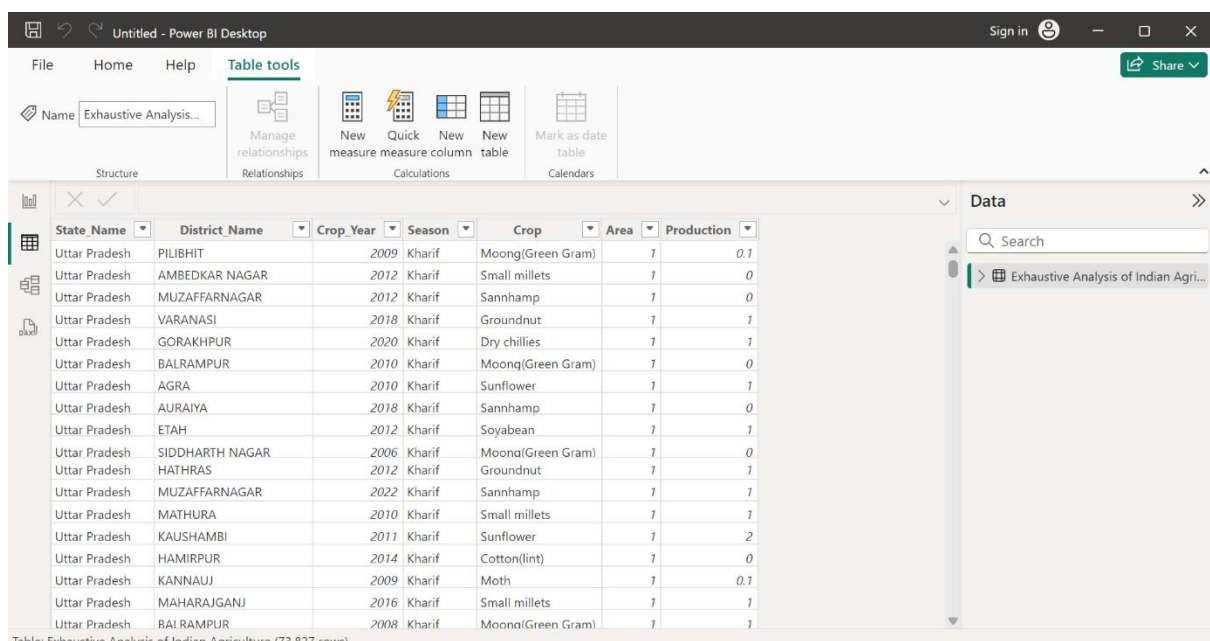 Untitled - Power BI Desktop
Sign in
File Home Help Table tools
Share
Name Exhaustive Analysis...
Manage relationships
New measure
Quick measure
New column
New table
Mark as date table
Structure Relationships Calculations Calendars
Data
Search
Exhaustive Analysis of Indian Agri...
DAX
State_Name District_Name Crop_Year Season Crop Area Production
Uttar Pradesh PILIBHIT 2009 Kharif Moong(Green Gram) 1 0.1
Uttar Pradesh AMBEDKAR NAGAR 2012 Kharif Small millets 1 0
Uttar Pradesh MUZAFFARNAGAR 2012 Kharif Sannhamp 1 0
Uttar Pradesh VARANASI 2018 Kharif Groundnut 1 1
Uttar Pradesh GORAKHPUR 2020 Kharif Dry chillies 1 1
Uttar Pradesh BALRAMPUR 2010 Kharif Moong(Green Gram) 1 0
Uttar Pradesh AGRA 2010 Kharif Sunflower 1 1
Uttar Pradesh AURAIYA 2018 Kharif Sannhamp 1 0
Uttar Pradesh ETAH 2012 Kharif Soyabean 1 1
Uttar Pradesh SIDDHARTH NAGAR 2006 Kharif Moong(Green Gram) 1 0
Uttar Pradesh HATHRAS 2012 Kharif Groundnut 1 1
Uttar Pradesh MUZAFFARNAGAR 2022 Kharif Sannhamp 1 1
Uttar Pradesh MATHURA 2010 Kharif Small millets 1 1
Uttar Pradesh KAUSHAMBI 2011 Kharif Sunflower 1 2
Uttar Pradesh HAMIRPUR 2014 Kharif Cotton(lint) 1 0
Uttar Pradesh KANNAUJ 2009 Kharif Moth 1 0.1
Uttar Pradesh MAHARAJGANJ 2016 Kharif Small millets 1 1
Uttar Pradesh BALRAMPUR 2008 Kharif Moong(Green Gram) 1 1
Table: Exhaustive Analysis of Indian Agriculture (73,827 rows)